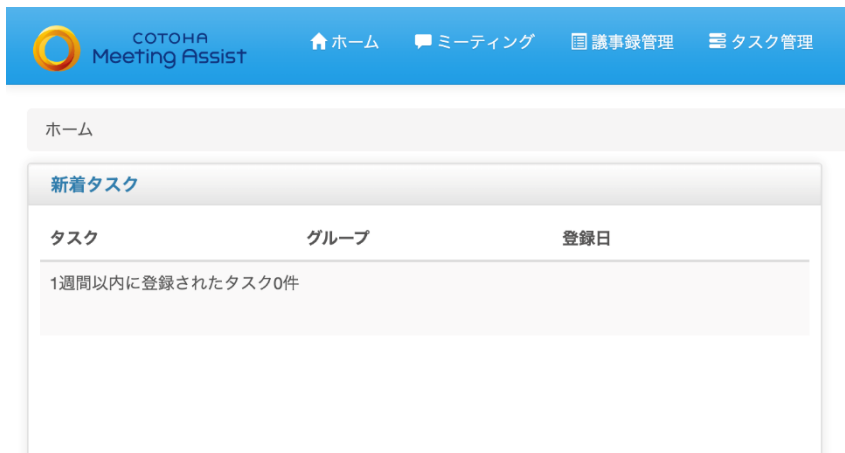 COTOHA
Meeting Assist
ホーム ミーティング 議事録管理 タスク管理
ホーム
新着タスク
タスク グループ 登録日
1週間以内に登録されたタスク0件